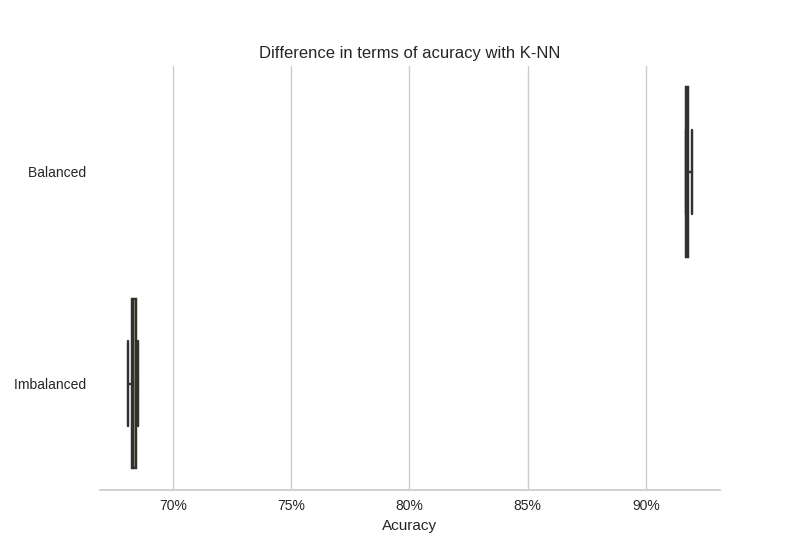 Difference in terms of acuracy with K-NN
Balanced
Imbalanced
70% 75% 80% 85% 90%
Acuracy